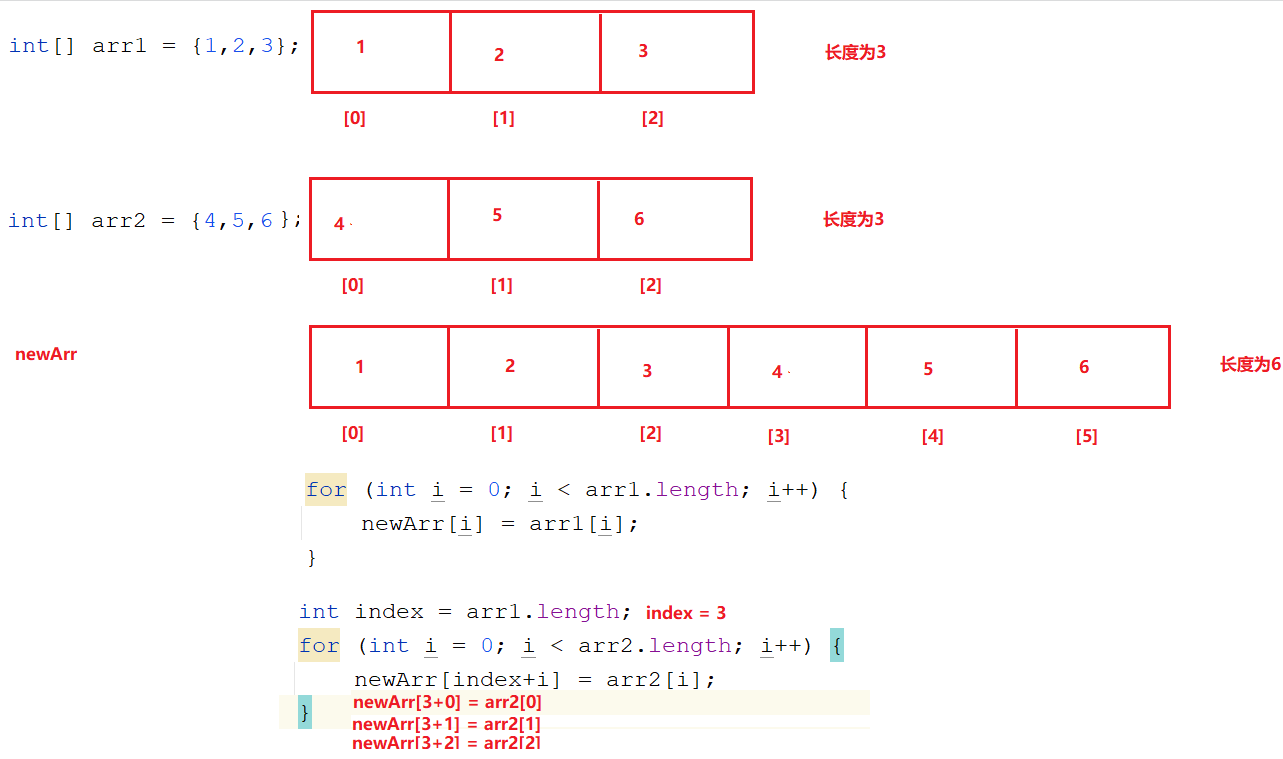 int[] arr1 = {1,2,3}; 1 2 3 长度为3
[0] [1] [2]
int[] arr2 = {4,5,6}; 4 5 6 长度为3
[0] [1] [2]
newArr 1 2 3 4 5 6 长度为6
[0] [1] [2] [3] [4] [5]
for (int i = 0; i < arr1.length; i++) {
newArr[i] = arr1[i];
}
int index = arr1.length; index = 3
for (int i = 0; i < arr2.length; i++) {
newArr[index+i] = arr2[i];
newArr[3+0] = arr2[0]
}
newArr[3+1] = arr2[1]
newArr[3+2] = arr2[2]